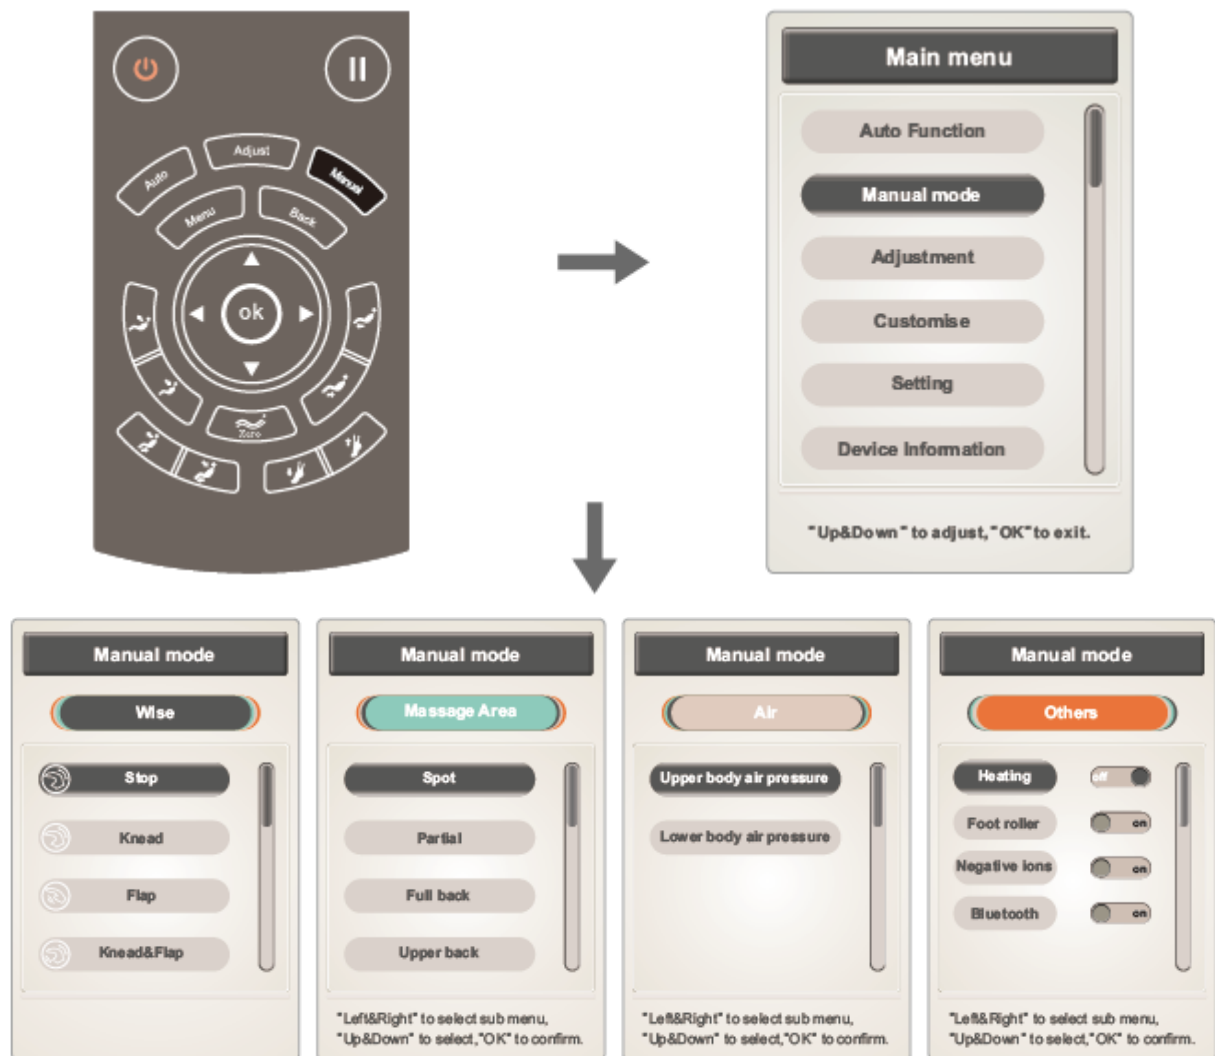 Adjust
Auto
Manual
Menu
Back
ok
Zero
Main menu
Auto Function
Manual mode
Adjustment
Customise
Setting
Device Information
"Up&Down" to adjust, "OK" to exit.
Manual mode
Wise
Stop
Knead
Flap
Knead&Flap
Manual mode
Massage Area
Spot
Partial
Full back
Upper back
"Left&Right" to select sub menu,
"Up&Down" to select, "OK" to confirm.
Manual mode
Air
Upper body air pressure
Lower body air pressure
"Left&Right" to select sub menu,
"Up&Down" to select, "OK" to confirm.
Manual mode
Others
Heating off
Foot roller on
Negative ions on
Bluetooth on
"Left&Right" to select sub menu,
"Up&Down" to select, "OK" to confirm.